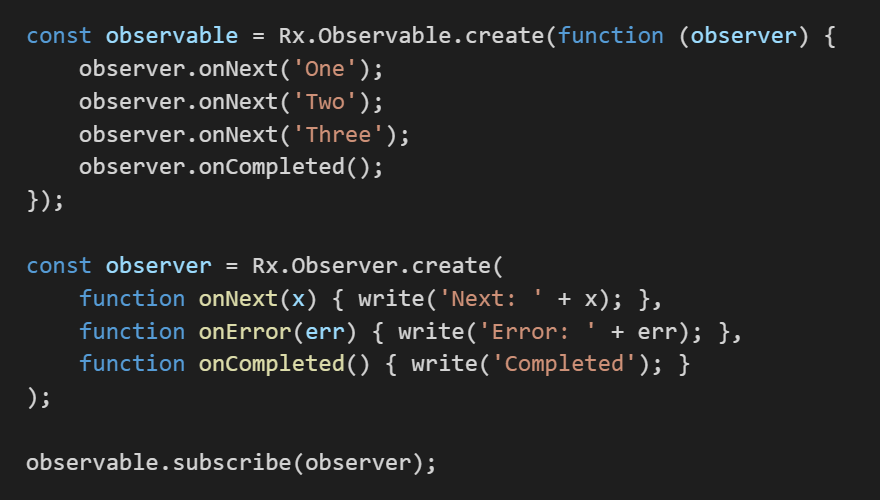 const observable = Rx.Observable.create(function (observer) {
    observer.onNext('One');
    observer.onNext('Two');
    observer.onNext('Three');
    observer.onCompleted();
});

const observer = Rx.Observer.create(
    function onNext(x) { write('Next: ' + x); },
    function onError(err) { write('Error: ' + err); },
    function onCompleted() { write('Completed'); }
);

observable.subscribe(observer);